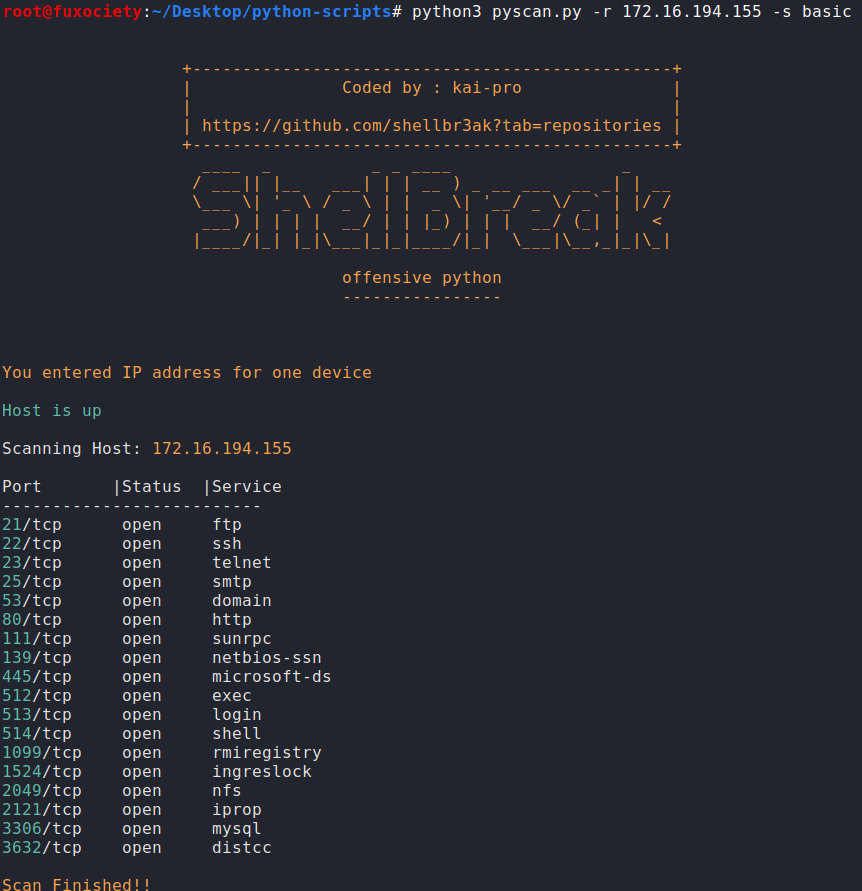 root@fuxociety:~/Desktop/python-scripts# python3 pyscan.py -r 172.16.194.155 -s basic
Coded by : kai-pro
https://github.com/shellbr3ak?tab=repositories
ShellBreak
offensive python
You entered IP address for one device
Host is up
Scanning Host: 172.16.194.155
Port |Status |Service
21/tcp open ftp
22/tcp open ssh
23/tcp open telnet
25/tcp open smtp
53/tcp open domain
80/tcp open http
111/tcp open sunrpc
139/tcp open netbios-ssn
445/tcp open microsoft-ds
512/tcp open exec
513/tcp open login
514/tcp open shell
1099/tcp open rmiregistry
1524/tcp open ingreslock
2049/tcp open nfs
2121/tcp open iprop
3306/tcp open mysql
3632/tcp open distcc
Scan Finished!!